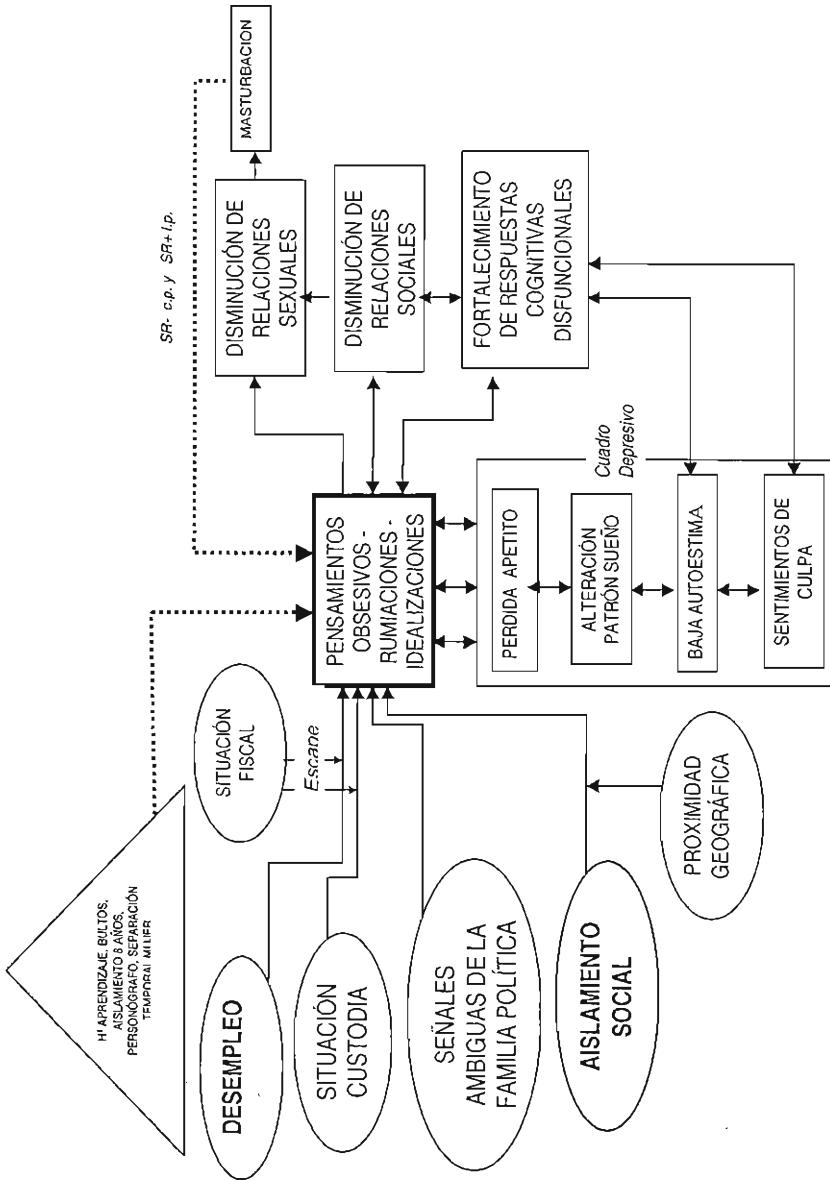 Hª APRENDIZAJE, BULTOS,
AISLAMIENTO 8 AÑOS,
PERSONÓGRAFO, SEPARACIÓN
TEMPORAL MUJER
DESEMPLEO
SITUACIÓN
CUSTODIA
SEÑALES
AMBIGUAS DE LA
FAMILIA POLÍTICA
AISLAMIENTO
SOCIAL
SITUACIÓN
FISCAL
Escape
PROXIMIDAD
GEOGRÁFICA
PENSAMIENTOS
OBSESIVOS -
RUMIACIONES -
IDEALIZACIONES
Cuadro
Depresivo
PERDIDA APETITO
ALTERACIÓN
PATRÓN SUEÑO
BAJA AUTOESTIMA
SENTIMIENTOS DE
CULPA
SR- c.p. y SR+ l.p.
DISMINUCIÓN DE
RELACIONES
SEXUALES
MASTURBACION
DISMINUCIÓN DE
RELACIONES
SOCIALES
FORTALECIMIENTO
DE RESPUESTAS
COGNITIVAS
DISFUNCIONALES